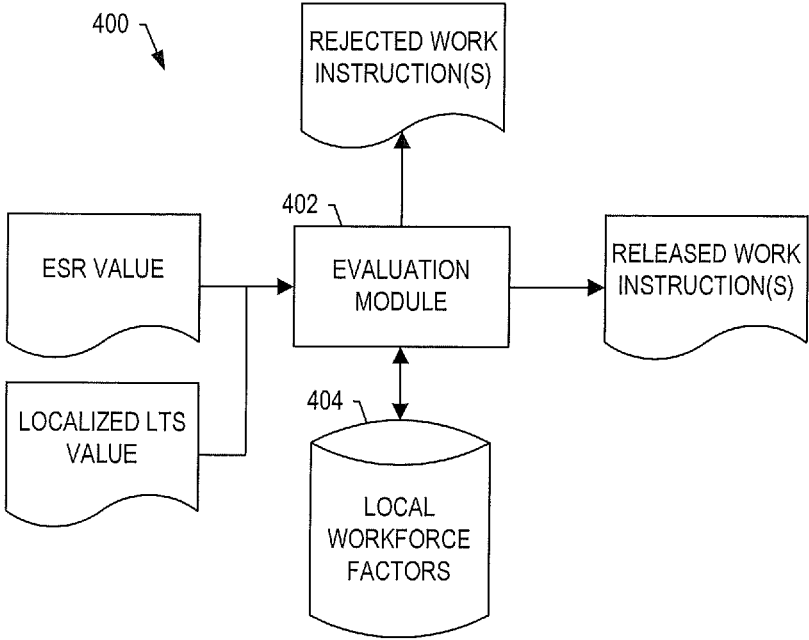 400
REJECTED WORK
INSTRUCTION(S)
402
ESR VALUE
EVALUATION
MODULE
RELEASED WORK
INSTRUCTION(S)
LOCALIZED LTS
VALUE
404
LOCAL
WORKFORCE
FACTORS